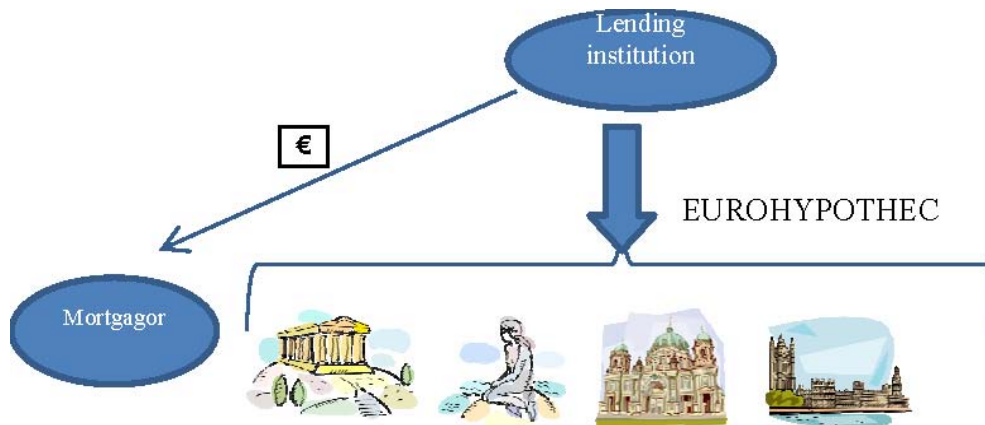 Lending
institution
€
EUROHYPOTHEC
Mortgagor